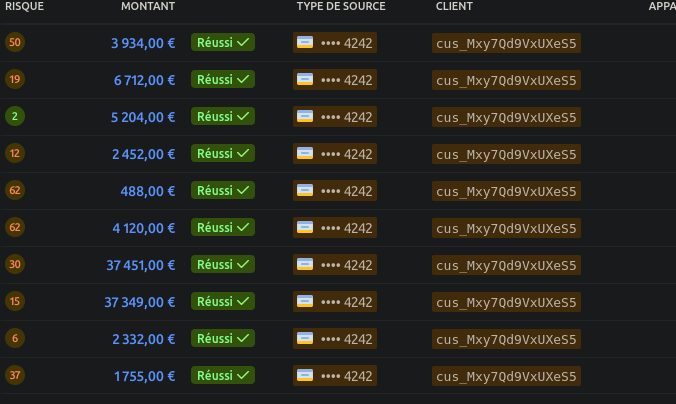 RISQUE MONTANT TYPE DE SOURCE CLIENT APPA
50 3 934,00 € Réussi •••• 4242 cus_Mxy7Qd9VxUXeS5
19 6 712,00 € Réussi •••• 4242 cus_Mxy7Qd9VxUXeS5
2 5 204,00 € Réussi •••• 4242 cus_Mxy7Qd9VxUXeS5
12 2 452,00 € Réussi •••• 4242 cus_Mxy7Qd9VxUXeS5
62 488,00 € Réussi •••• 4242 cus_Mxy7Qd9VxUXeS5
62 4 120,00 € Réussi •••• 4242 cus_Mxy7Qd9VxUXeS5
30 37 451,00 € Réussi •••• 4242 cus_Mxy7Qd9VxUXeS5
15 37 349,00 € Réussi •••• 4242 cus_Mxy7Qd9VxUXeS5
6 2 332,00 € Réussi •••• 4242 cus_Mxy7Qd9VxUXeS5
37 1 755,00 € Réussi •••• 4242 cus_Mxy7Qd9VxUXeS5